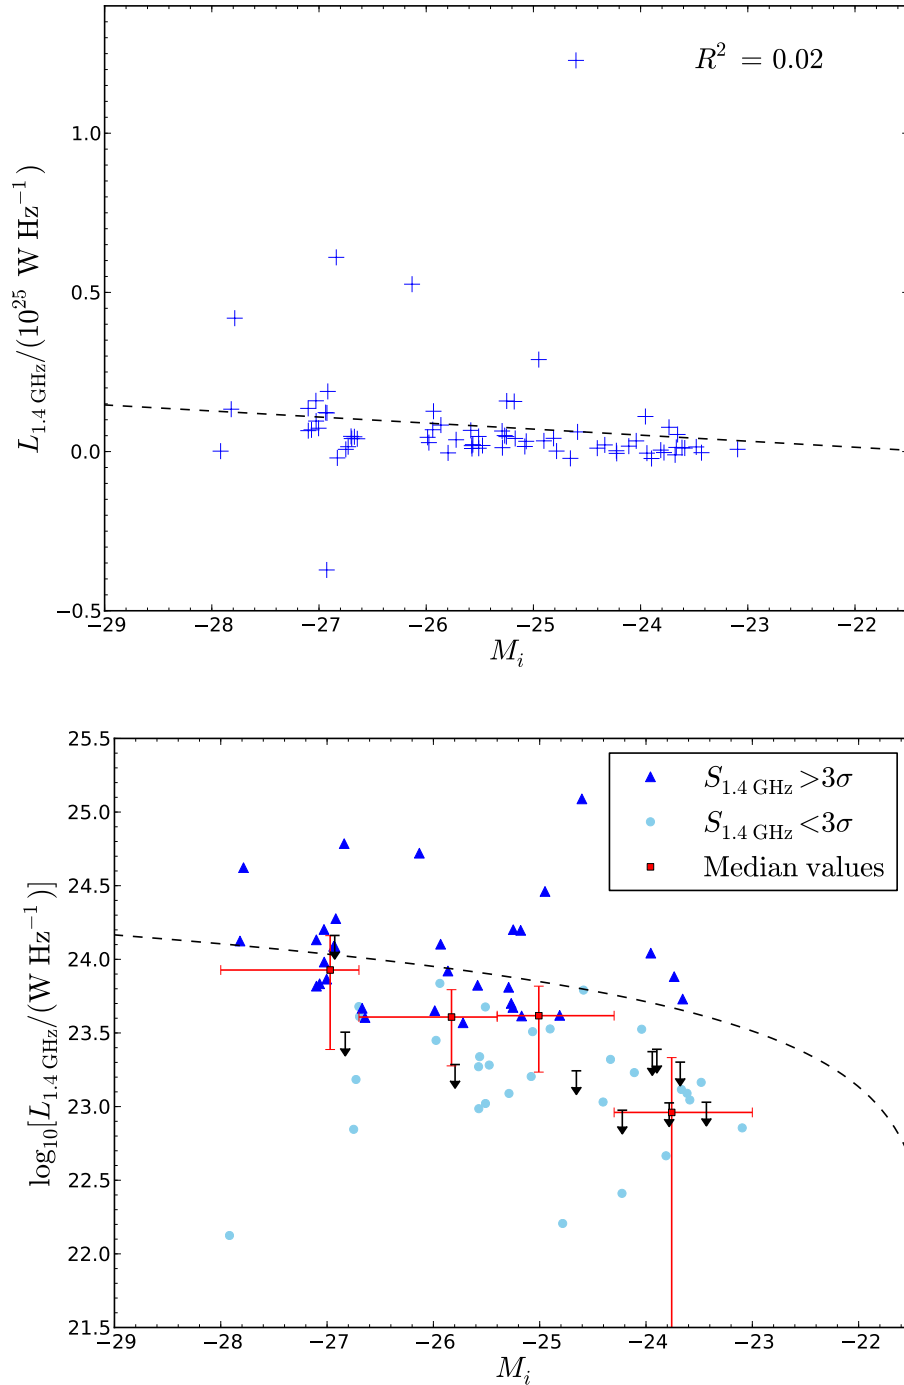 R² = 0.02
1.0
0.5
0.0
−0.5
L₁.₄ GHz/(10²⁵ W Hz⁻¹)
−29 −28 −27 −26 −25 −24 −23 −22
Mᵢ
25.5
25.0
24.5
24.0
23.5
23.0
22.5
22.0
21.5
log₁₀[L₁.₄ GHz/(W Hz⁻¹)]
S₁.₄ GHz >3σ
S₁.₄ GHz <3σ
Median values
−29 −28 −27 −26 −25 −24 −23 −22
Mᵢ